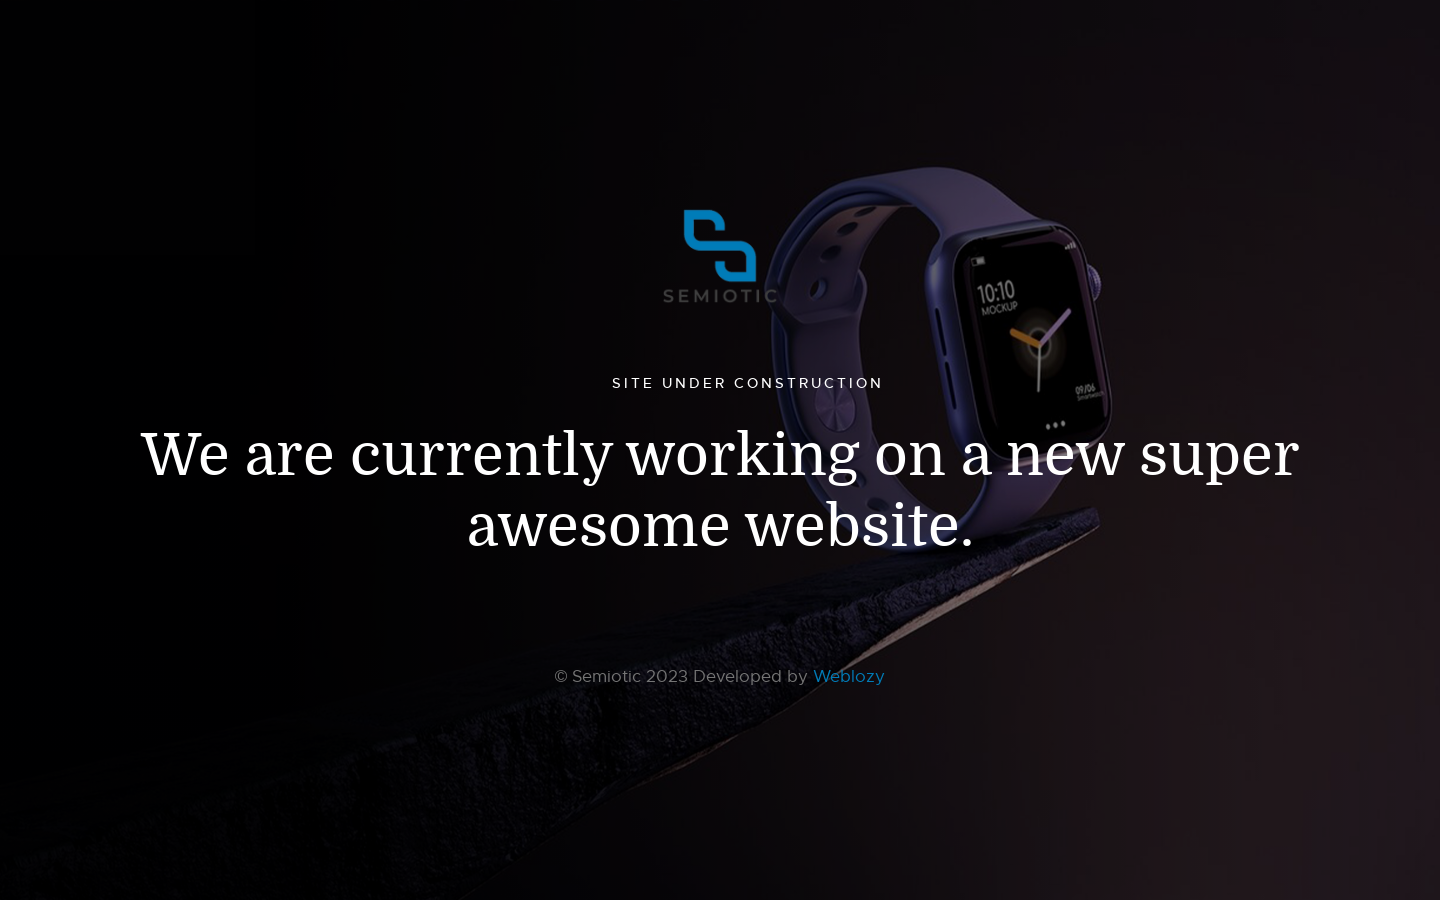 SEMIOTIC
10:10
MOCKUP
09/06
SITE UNDER CONSTRUCTION
We are currently working on a new super
awesome website.
© Semiotic 2023 Developed by Weblozy